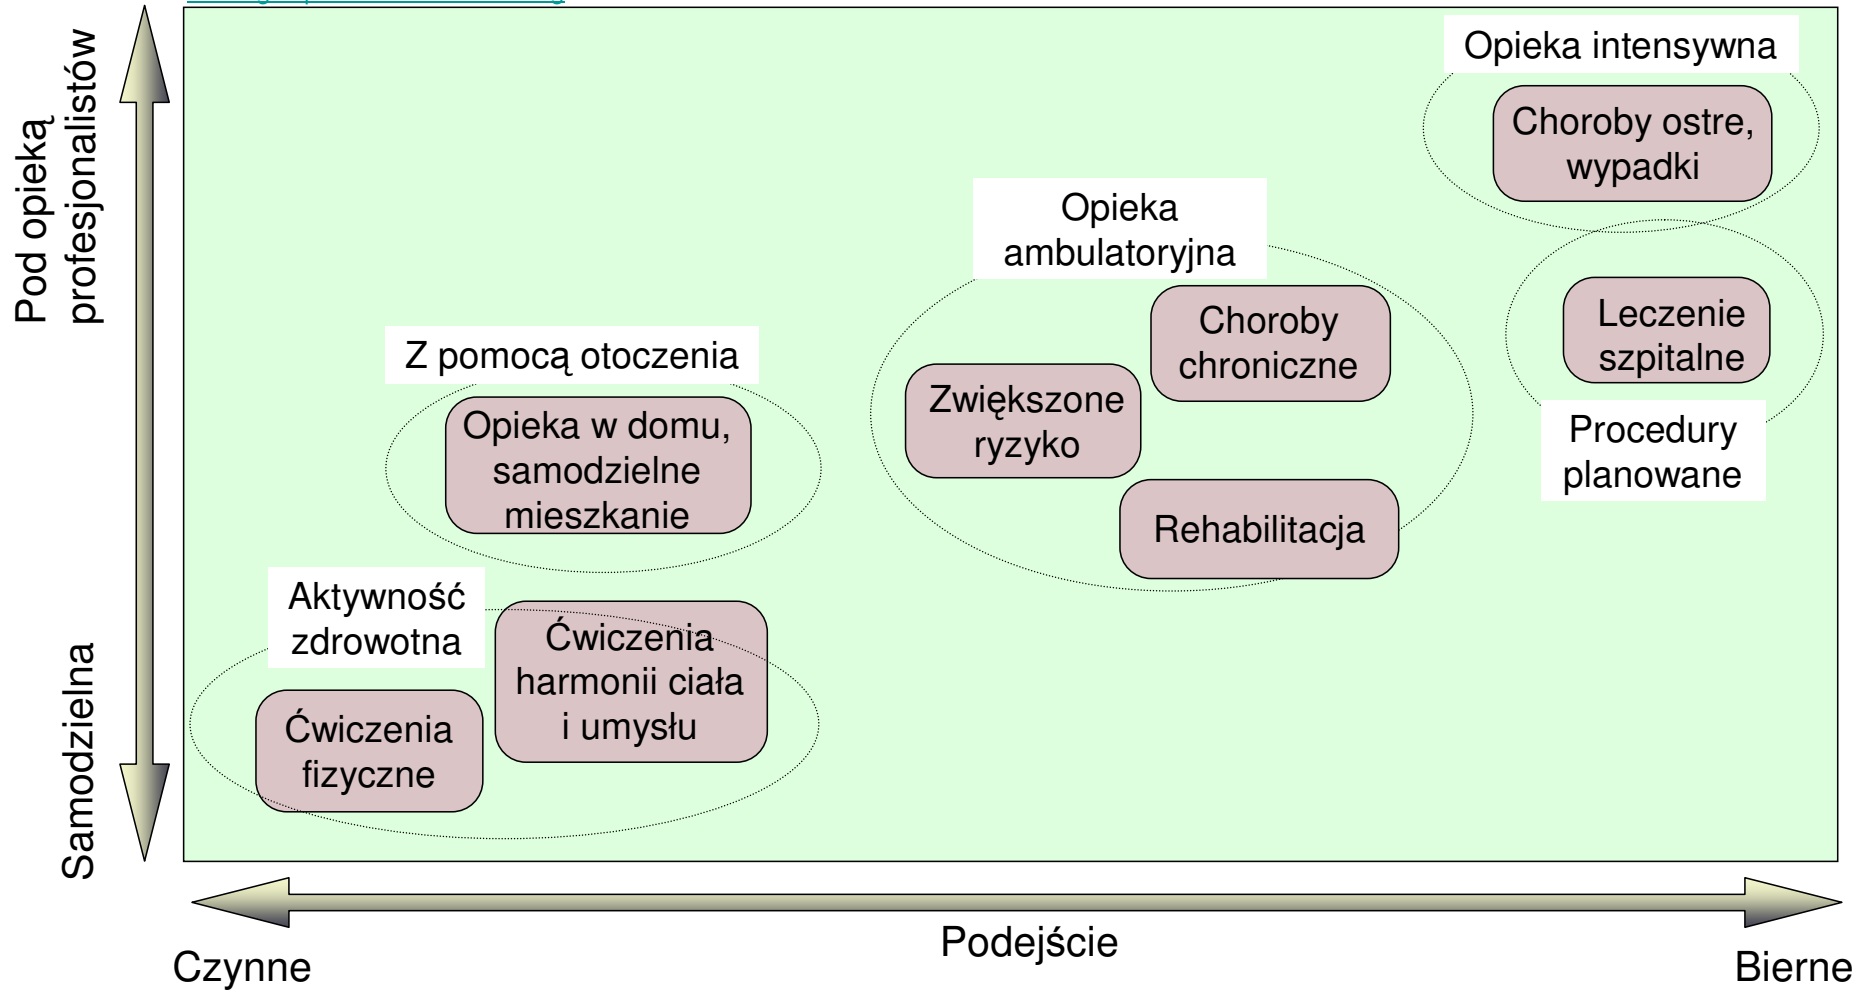 Opieka intensywna
Choroby ostre,
wypadki
Opieka
ambulatoryjna
Choroby
chroniczne
Zwiększone
ryzyko
Rehabilitacja
Leczenie
szpitalne
Procedury
planowane
Z pomocą otoczenia
Opieka w domu,
samodzielne
mieszkanie
Aktywność
zdrowotna
Ćwiczenia
harmonii ciała
i umysłu
Ćwiczenia
fizyczne
Pod opieką
profesjonalistów
Samodzielna
Podejście
Czynne
Bierne